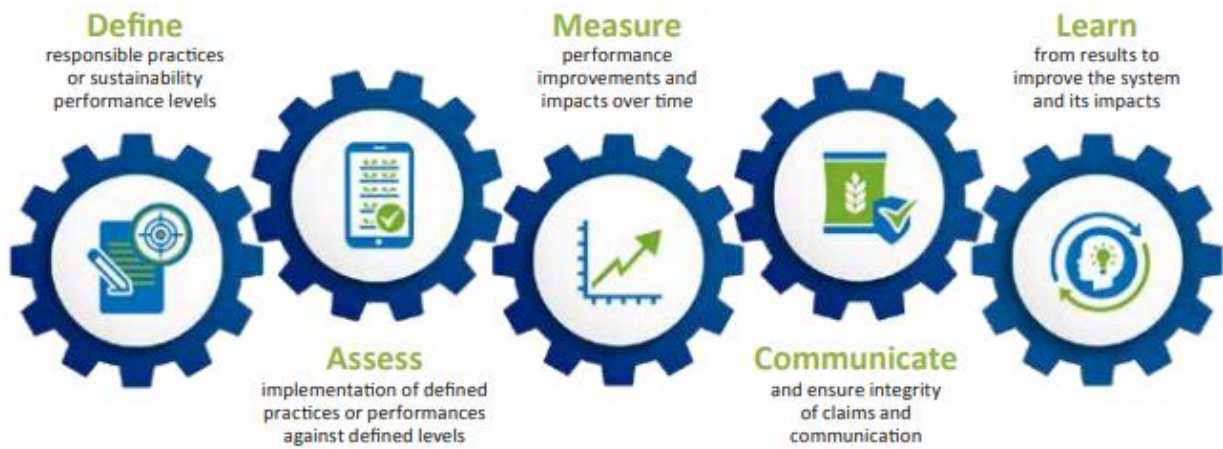 Define
responsible practices
or sustainability
performance levels
Assess
implementation of defined
practices or performances
against defined levels
Measure
performance
improvements and
impacts over time
Communicate
and ensure integrity
of claims and
communication
Learn
from results to
improve the system
and its impacts